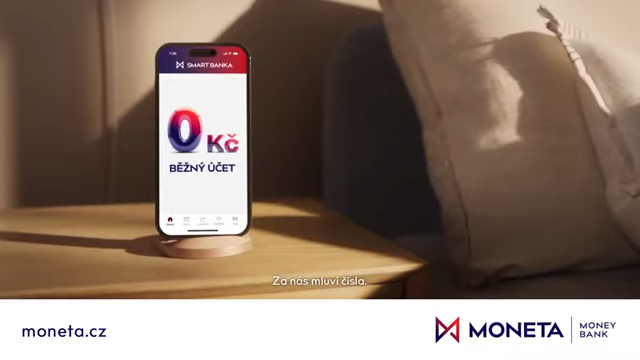 SMART BANKA
0 Kč
BĚŽNÝ ÚČET
Za nás mluví čísla.
moneta.cz
MONETA
MONEY
BANK